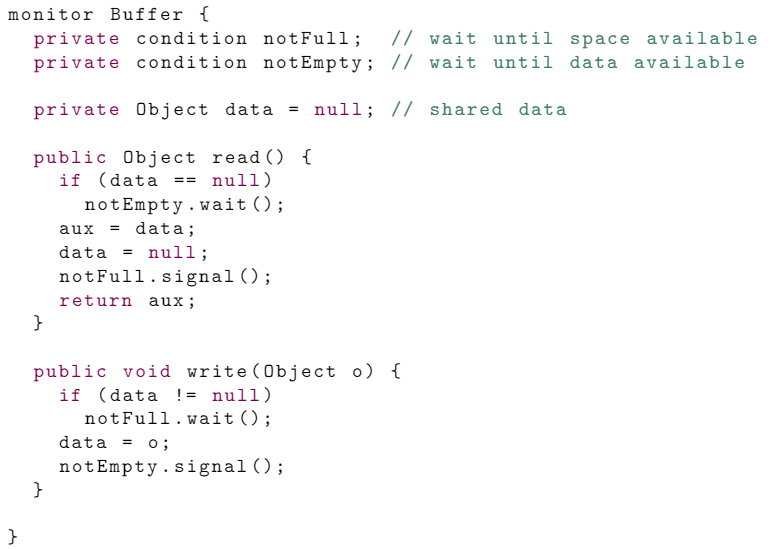 monitor Buffer {
  private condition notFull;  // wait until space available
  private condition notEmpty; // wait until data available

  private Object data = null; // shared data

  public Object read() {
    if (data == null)
      notEmpty.wait();
    aux = data;
    data = null;
    notFull.signal();
    return aux;
  }

  public void write(Object o) {
    if (data != null)
      notFull.wait();
    data = o;
    notEmpty.signal();
  }

}